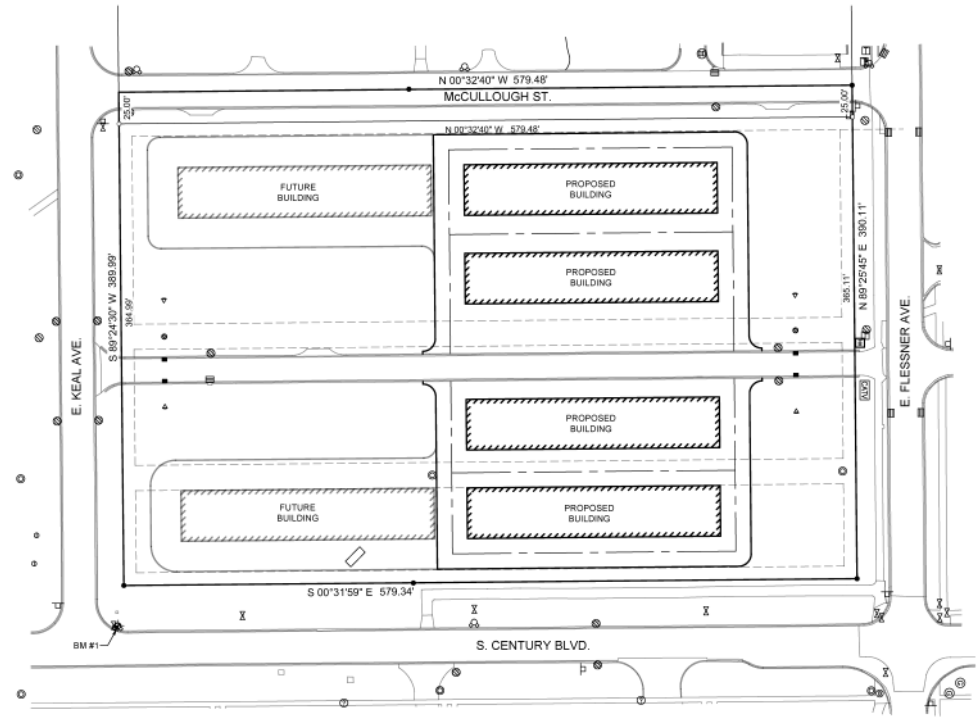 N 00°32'40" W 579.48'
McCULLOUGH ST.
25.00'
25.00'
N 00°32'40" W 579.48'
FUTURE
BUILDING
PROPOSED
BUILDING
PROPOSED
BUILDING
S 89°24'30" W 389.99'
364.99'
365.11'
N 89°25'45" E 390.11'
E. KEAL AVE.
E. FLESSNER AVE.
CATV
PROPOSED
BUILDING
FUTURE
BUILDING
PROPOSED
BUILDING
S 00°31'59" E 579.34'
BM #1
S. CENTURY BLVD.